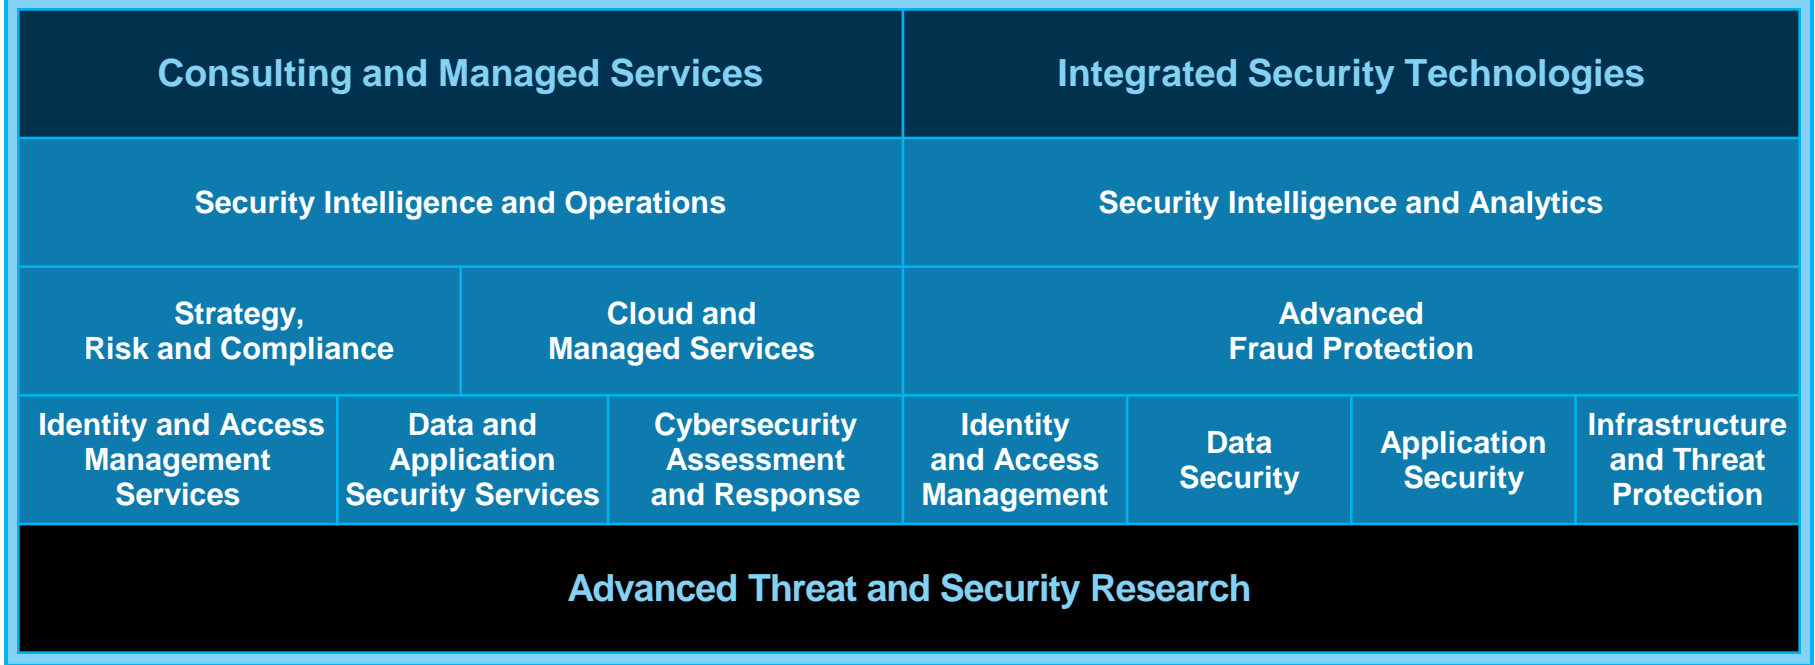 Consulting and Managed Services
Integrated Security Technologies
Security Intelligence and Operations
Security Intelligence and Analytics
Strategy,
Risk and Compliance
Cloud and
Managed Services
Advanced
Fraud Protection
Identity and Access
Management
Services
Data and
Application
Security Services
Cybersecurity
Assessment
and Response
Identity
and Access
Management
Data
Security
Application
Security
Infrastructure
and Threat
Protection
Advanced Threat and Security Research